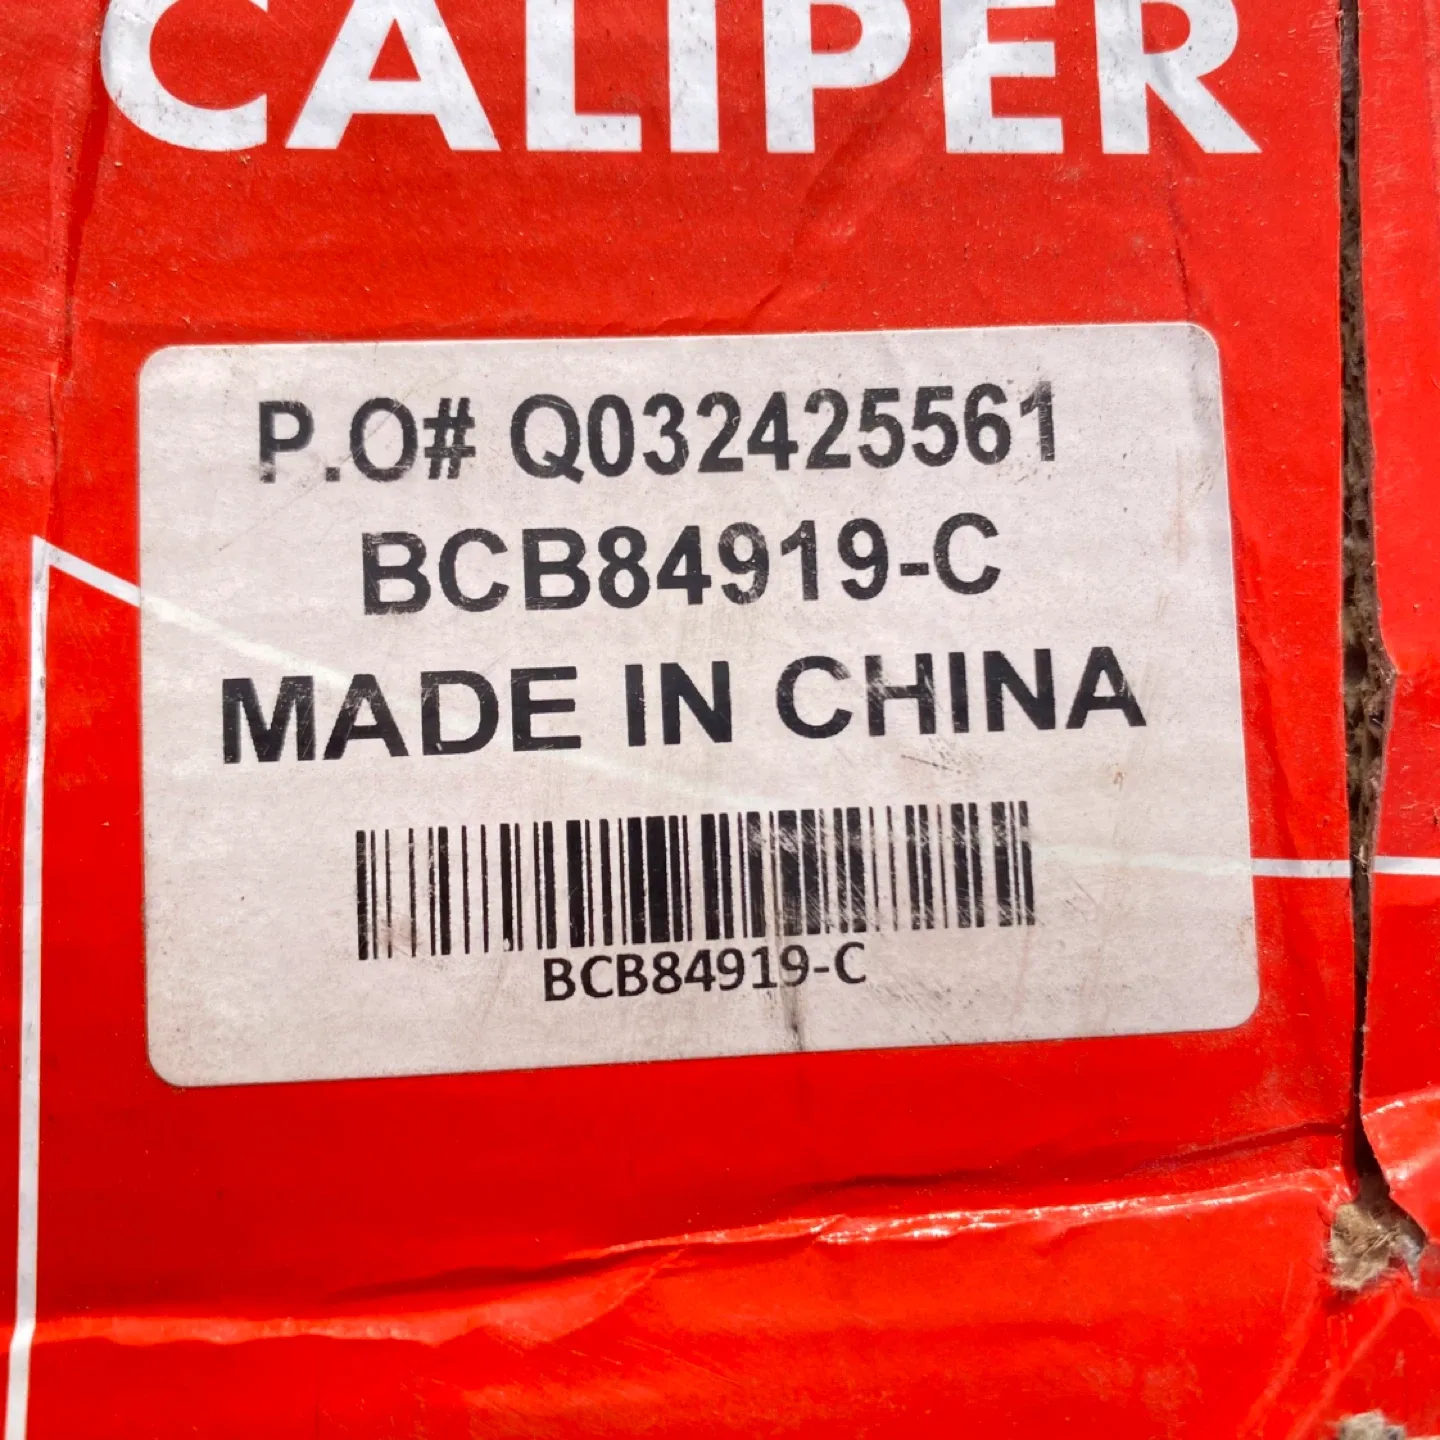 CALIPER
P.O# Q032425561
BCB84919-C
MADE IN CHINA
BCB84919-C